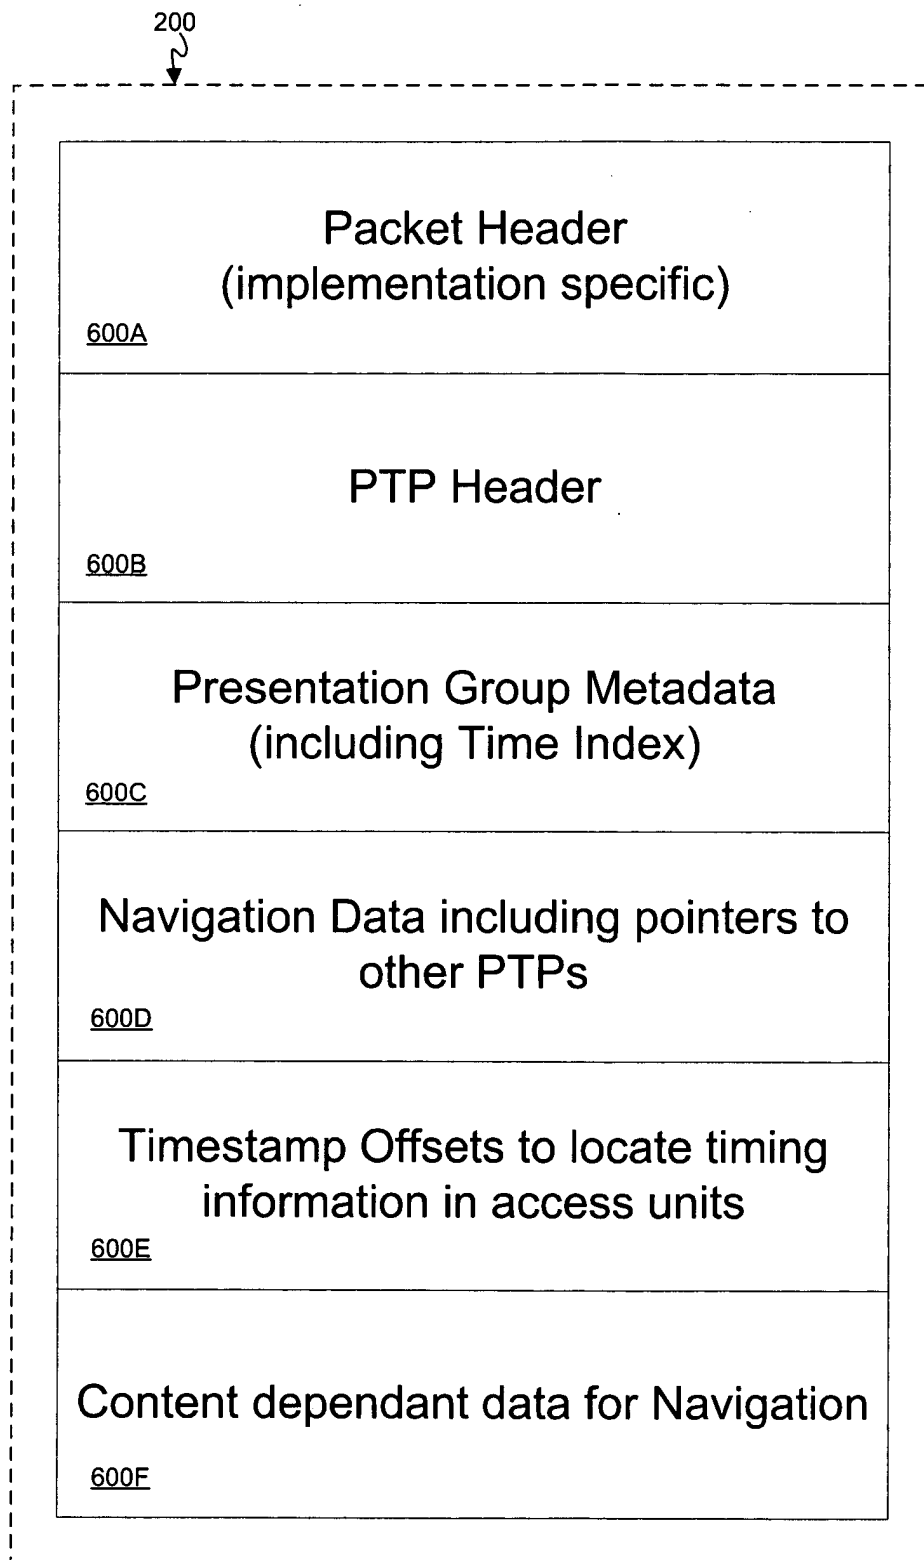 200
Packet Header
(implementation specific)
600A
PTP Header
600B
Presentation Group Metadata
(including Time Index)
600C
Navigation Data including pointers to
other PTPs
600D
Timestamp Offsets to locate timing
information in access units
600E
Content dependant data for Navigation
600F